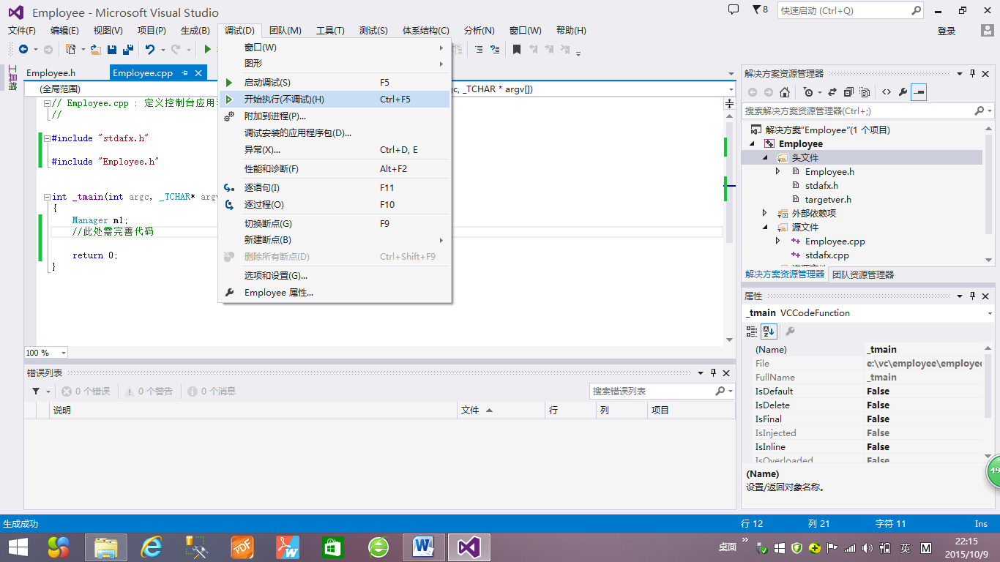 Employee - Microsoft Visual Studio
8
快速启动 (Ctrl+Q)
文件(F) 编辑(E) 视图(V) 项目(P) 生成(B) 调试(D) 团队(M) 工具(T) 测试(S) 体系结构(C) 分析(N) 窗口(W) 帮助(H)
登录
工具箱
Employee.h Employee.cpp
(全局范围)
gc, _TCHAR * argv[])
// Employee.cpp : 定义控制台应用
//
#include "stdafx.h"
#include "Employee.h"
int _tmain(int argc, _TCHAR* argv
{
Manager m1;
//此处需完善代码
return 0;
}
100 %
窗口(W)
图形
启动调试(S) F5
开始执行(不调试)(H) Ctrl+F5
附加到进程(P)...
调试安装的应用程序包(D)...
异常(X)... Ctrl+D, E
性能和诊断(F) Alt+F2
逐语句(I) F11
逐过程(O) F10
切换断点(G) F9
新建断点(B)
删除所有断点(D) Ctrl+Shift+F9
选项和设置(G)...
Employee 属性...
解决方案资源管理器
搜索解决方案资源管理器(Ctrl+;)
解决方案"Employee"(1 个项目)
Employee
头文件
Employee.h
stdafx.h
targetver.h
外部依赖项
源文件
Employee.cpp
stdafx.cpp
解决方案资源管理器 团队资源管理器
属性
_tmain VCCodeFunction
(Name) _tmain
File e:\vc\employee\employee
FullName _tmain
IsDefault False
IsDelete False
IsFinal False
IsInjected False
IsInline False
IsOverloaded False
(Name)
设置/返回对象名称。
49
错误列表
0 个错误 0 个警告 0 个消息
搜索错误列表
说明 文件 行 列 项目
生成成功
行 12 列 21 字符 11 Ins
桌面 英 M
22:15
2015/10/9